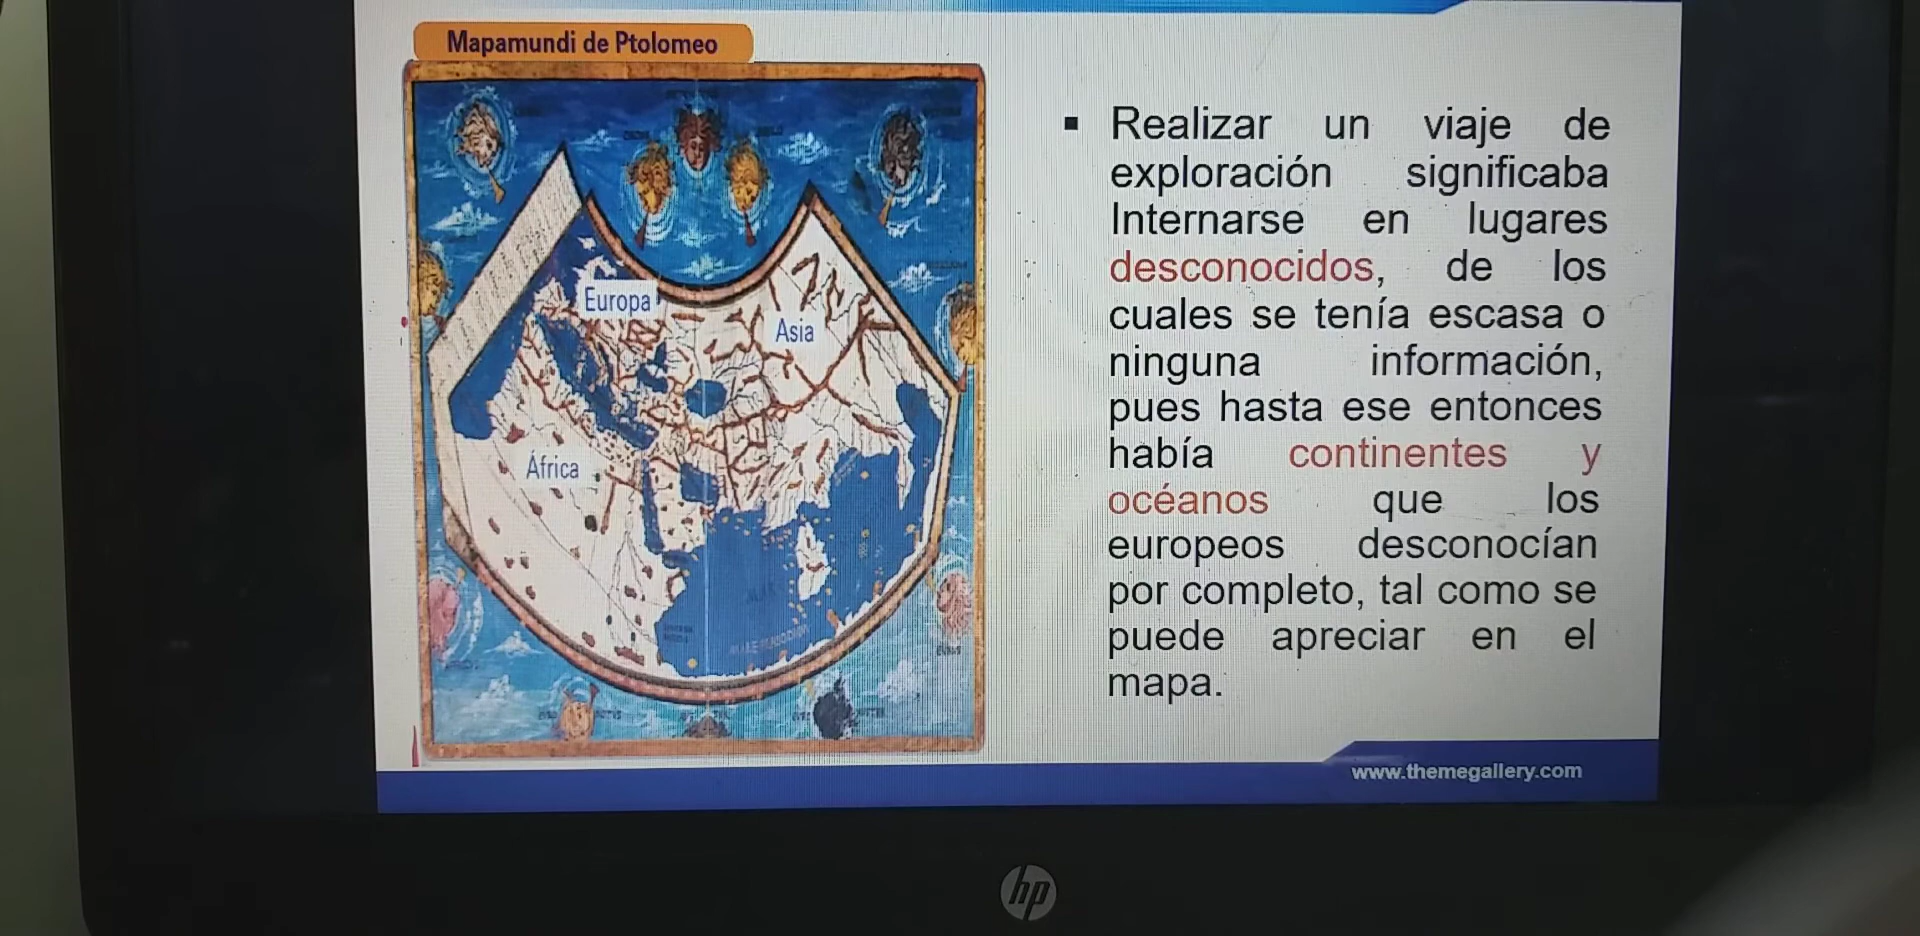 Mapamundi de Ptolomeo
Europa
Asia
África
▪ Realizar un viaje de
exploración significaba
Internarse en lugares
desconocidos, de los
cuales se tenía escasa o
ninguna información,
pues hasta ese entonces
había continentes y
océanos que los
europeos desconocían
por completo, tal como se
puede apreciar en el
mapa.
www.themegallery.com
hp